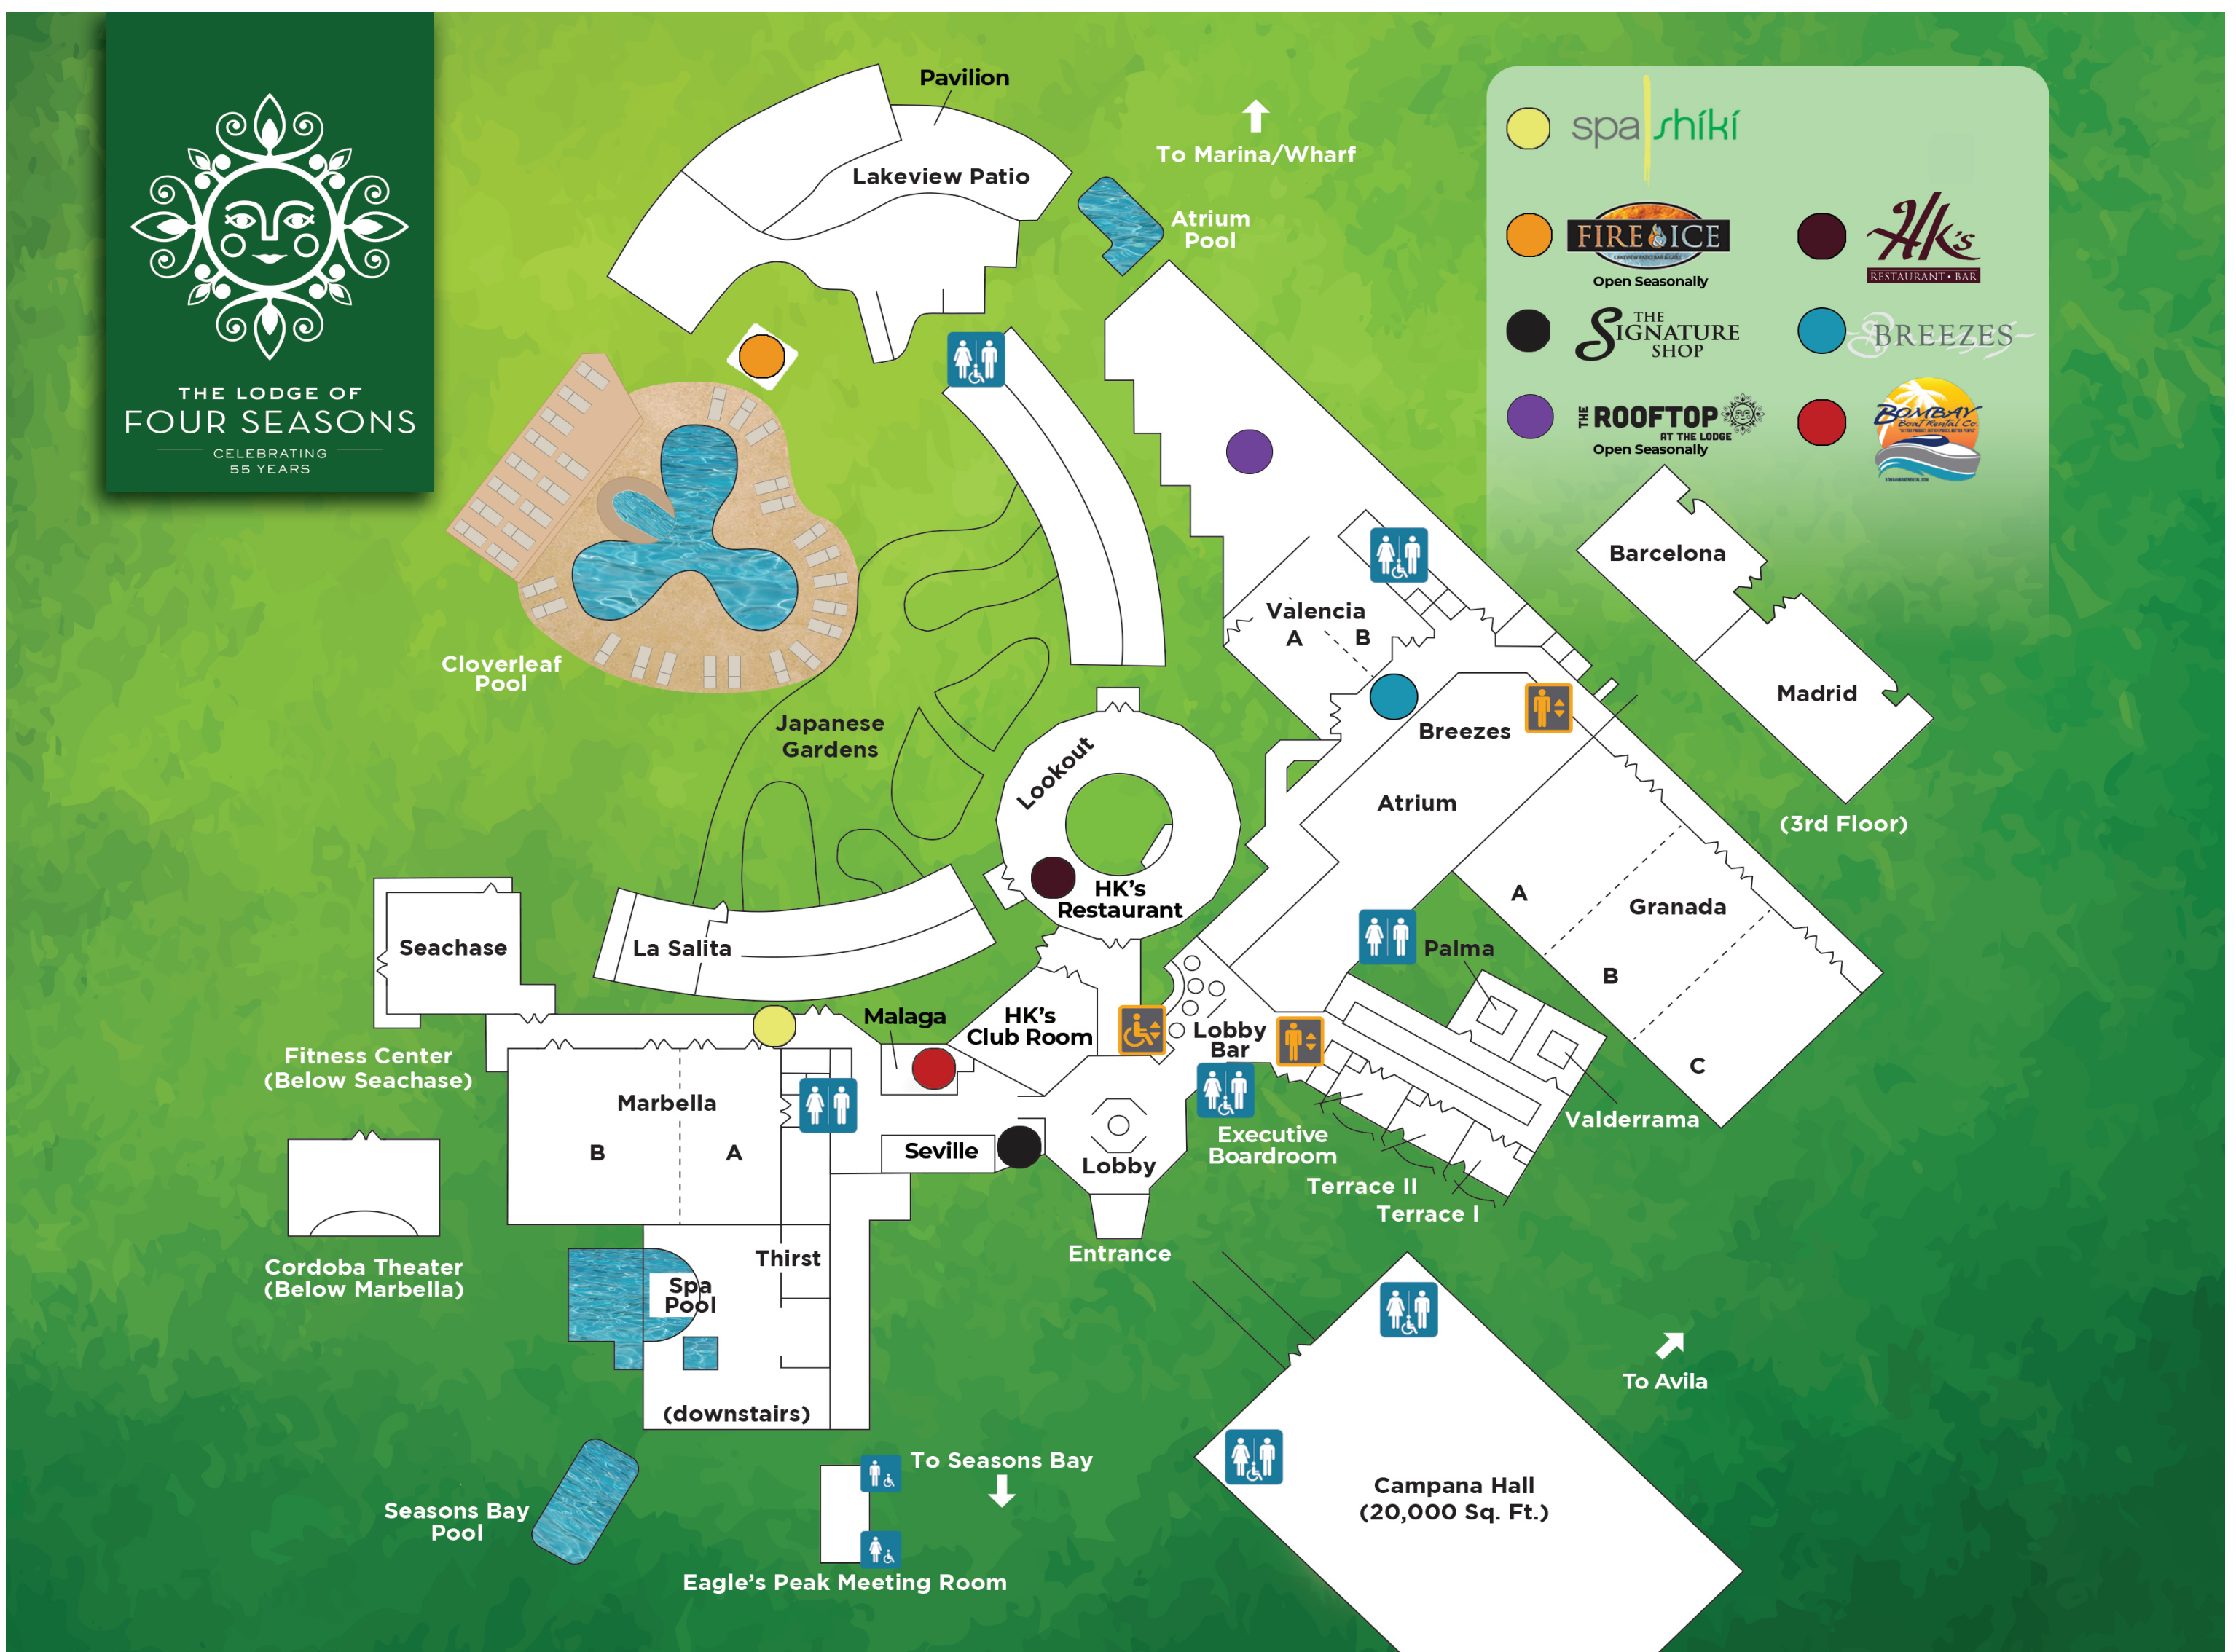 THE LODGE OF
FOUR SEASONS
CELEBRATING
55 YEARS
Pavilion
Lakeview Patio
To Marina/Wharf
Atrium
Pool
spa shíkí
FIRE ICE
LAKEVIEW PATIO BAR & GRILL
Open Seasonally
HK's
RESTAURANT • BAR
THE
SIGNATURE
SHOP
BREEZES
THE ROOFTOP
AT THE LODGE
Open Seasonally
BOMBAY
Boat Rental Co.
Barcelona
Madrid
(3rd Floor)
Valencia
A B
Cloverleaf
Pool
Japanese
Gardens
Lookout
Breezes
Atrium
HK's
Restaurant
A
Granada
B
C
Palma
Seachase
La Salita
Malaga
HK's
Club Room
Lobby
Bar
Fitness Center
(Below Seachase)
Marbella
B A
Seville
Lobby
Executive
Boardroom
Valderrama
Terrace II
Terrace I
Entrance
Cordoba Theater
(Below Marbella)
Thirst
Spa
Pool
(downstairs)
To Avila
Seasons Bay
Pool
To Seasons Bay
Eagle's Peak Meeting Room
Campana Hall
(20,000 Sq. Ft.)